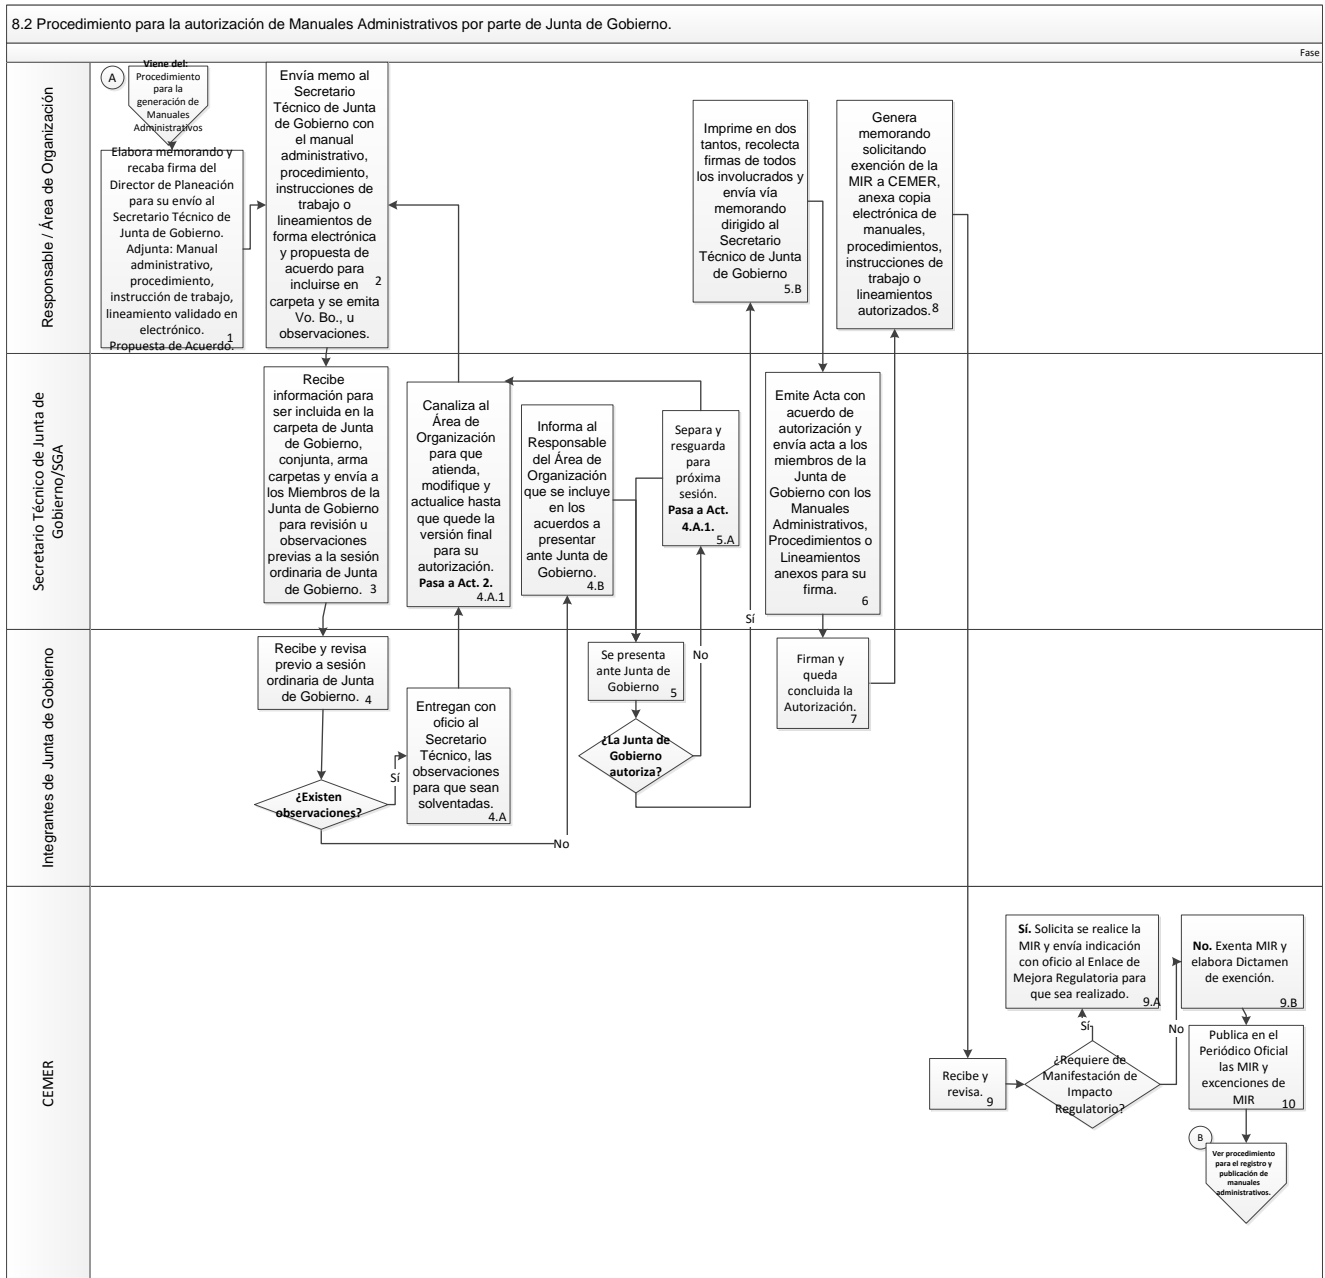 8.2 Procedimiento para la autorización de Manuales Administrativos por parte de Junta de Gobierno.
Fase
Responsable / Área de Organización
A
Viene del:
Procedimiento
para la
generación de
Manuales
Administrativos
Elabora memorando y
recaba firma del
Director de Planeación
para su envío al
Secretario Técnico de
Junta de Gobierno.
Adjunta: Manual
administrativo,
procedimiento,
instrucción de trabajo,
lineamiento validado en
electrónico.
Propuesta de Acuerdo.
1
Envía memo al
Secretario
Técnico de Junta
de Gobierno con
el manual
administrativo,
procedimiento,
instrucciones de
trabajo o
lineamientos de
forma electrónica
y propuesta de
acuerdo para
incluirse en
carpeta y se emita
Vo. Bo., u
observaciones.
2
Imprime en dos
tantos, recolecta
firmas de todos
los involucrados y
envía vía
memorando
dirigido al
Secretario
Técnico de Junta
de Gobierno
5.B
Genera
memorando
solicitando
exención de la
MIR a CEMER,
anexa copia
electrónica de
manuales,
procedimientos,
instrucciones de
trabajo o
lineamientos
autorizados.
8
Secretario Técnico de Junta de
Gobierno/SGA
Recibe
información para
ser incluida en la
carpeta de Junta
de Gobierno,
conjunta, arma
carpetas y envía a
los Miembros de la
Junta de Gobierno
para revisión u
observaciones
previas a la sesión
ordinaria de Junta
de Gobierno.
3
Canaliza al
Área de
Organización
para que
atienda,
modifique y
actualice hasta
que quede la
versión final
para su
autorización.
Pasa a Act. 2.
4.A.1
Informa al
Responsable
del Área de
Organización
que se incluye
en los
acuerdos a
presentar
ante Junta de
Gobierno.
4.B
Separa y
resguarda
para
próxima
sesión.
Pasa a Act.
4.A.1.
5.A
Emite Acta con
acuerdo de
autorización y
envía acta a los
miembros de la
Junta de
Gobierno con los
Manuales
Administrativos,
Procedimientos o
Lineamientos
anexos para su
firma.
6
Sí
Integrantes de Junta de Gobierno
Recibe y revisa
previo a sesión
ordinaria de Junta
de Gobierno.
4
¿Existen
observaciones?
Sí
No
Entregan con
oficio al
Secretario
Técnico, las
observaciones
para que sean
solventadas.
4.A
Se presenta
ante Junta de
Gobierno
5
¿La Junta de
Gobierno
autoriza?
No
Firman y
queda
concluida la
Autorización.
7
CEMER
Recibe y
revisa.
9
¿Requiere de
Manifestación de
Impacto
Regulatorio?
Sí
No
Sí. Solicita se realice la
MIR y envía indicación
con oficio al Enlace de
Mejora Regulatoria para
que sea realizado.
9.A
No. Exenta MIR y
elabora Dictamen
de exención.
9.B
Publica en el
Periódico Oficial
las MIR y
excenciones de
MIR
10
B
Ver procedimiento
para el registro y
publicación de
manuales
administrativos.